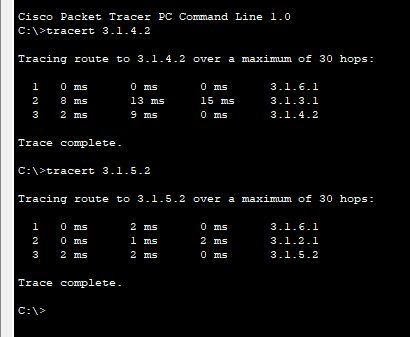 Cisco Packet Tracer PC Command Line 1.0
C:\>tracert 3.1.4.2
Tracing route to 3.1.4.2 over a maximum of 30 hops:
1 0 ms 0 ms 0 ms 3.1.6.1
2 8 ms 13 ms 15 ms 3.1.3.1
3 2 ms 9 ms 0 ms 3.1.4.2
Trace complete.
C:\>tracert 3.1.5.2
Tracing route to 3.1.5.2 over a maximum of 30 hops:
1 0 ms 2 ms 0 ms 3.1.6.1
2 0 ms 1 ms 2 ms 3.1.2.1
3 2 ms 2 ms 0 ms 3.1.5.2
Trace complete.
C:\>